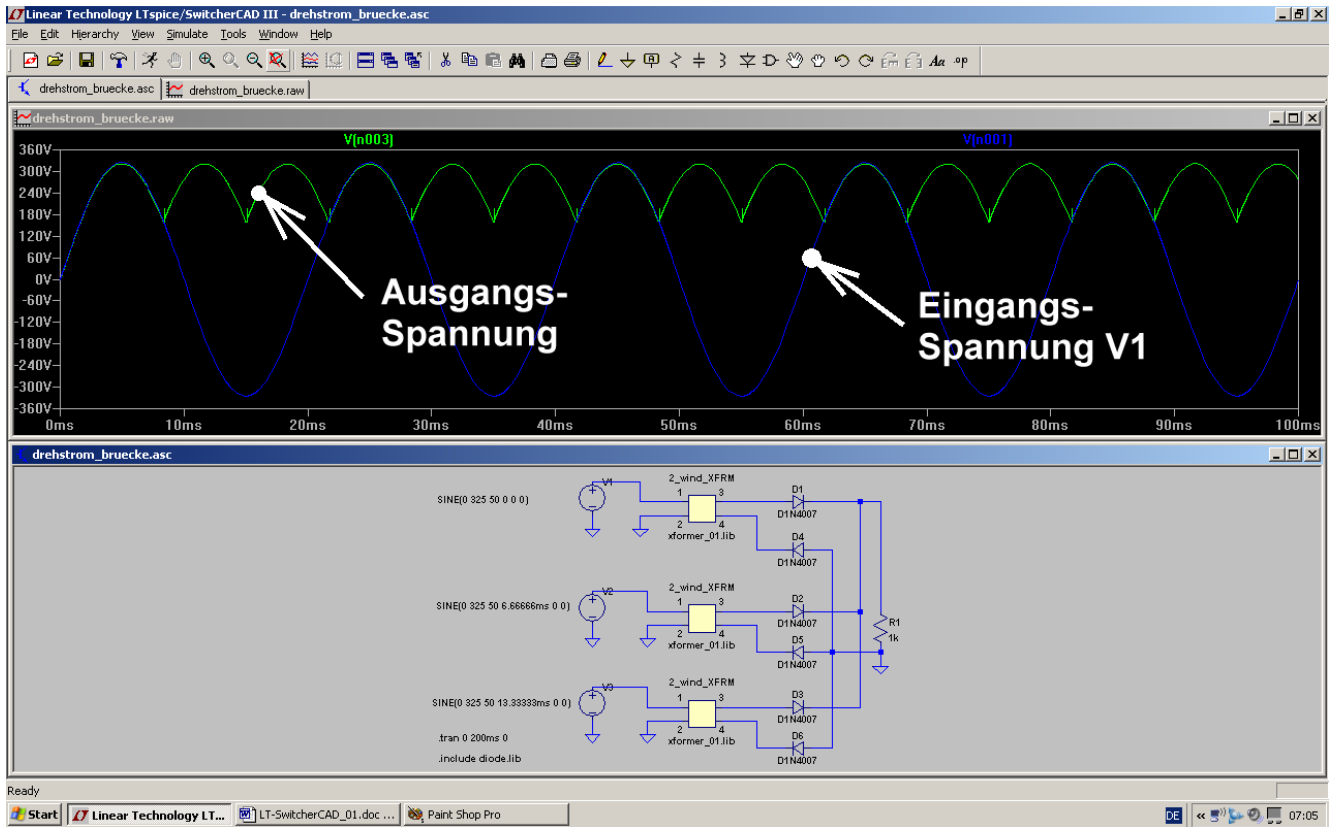 Linear Technology LTspice/SwitcherCAD III - drehstrom_bruecke.asc
File Edit Hierarchy View Simulate Tools Window Help
Aa .op
drehstrom_bruecke.asc drehstrom_bruecke.raw
drehstrom_bruecke.raw
V(n003) V(n001)
360V
300V
240V
180V
120V
60V
0V
-60V
-120V
-180V
-240V
-300V
-360V
Ausgangs-
Spannung
Eingangs-
Spannung V1
0ms 10ms 20ms 30ms 40ms 50ms 60ms 70ms 80ms 90ms 100ms
drehstrom_bruecke.asc
SINE(0 325 50 0 0 0)
V1
2_wind_XFRM
1 3
2 4
xformer_01.lib
D1
D1N4007
D4
D1N4007
SINE(0 325 50 6.66666ms 0 0)
V2
2_wind_XFRM
1 3
2 4
xformer_01.lib
D2
D1N4007
D5
D1N4007
R1
1k
SINE(0 325 50 13.33333ms 0 0)
V3
2_wind_XFRM
1 3
2 4
xformer_01.lib
D3
D1N4007
D6
D1N4007
.tran 0 200ms 0
.include diode.lib
Ready
Start Linear Technology LT... LT-SwitcherCAD_01.doc ... Paint Shop Pro DE « 07:05